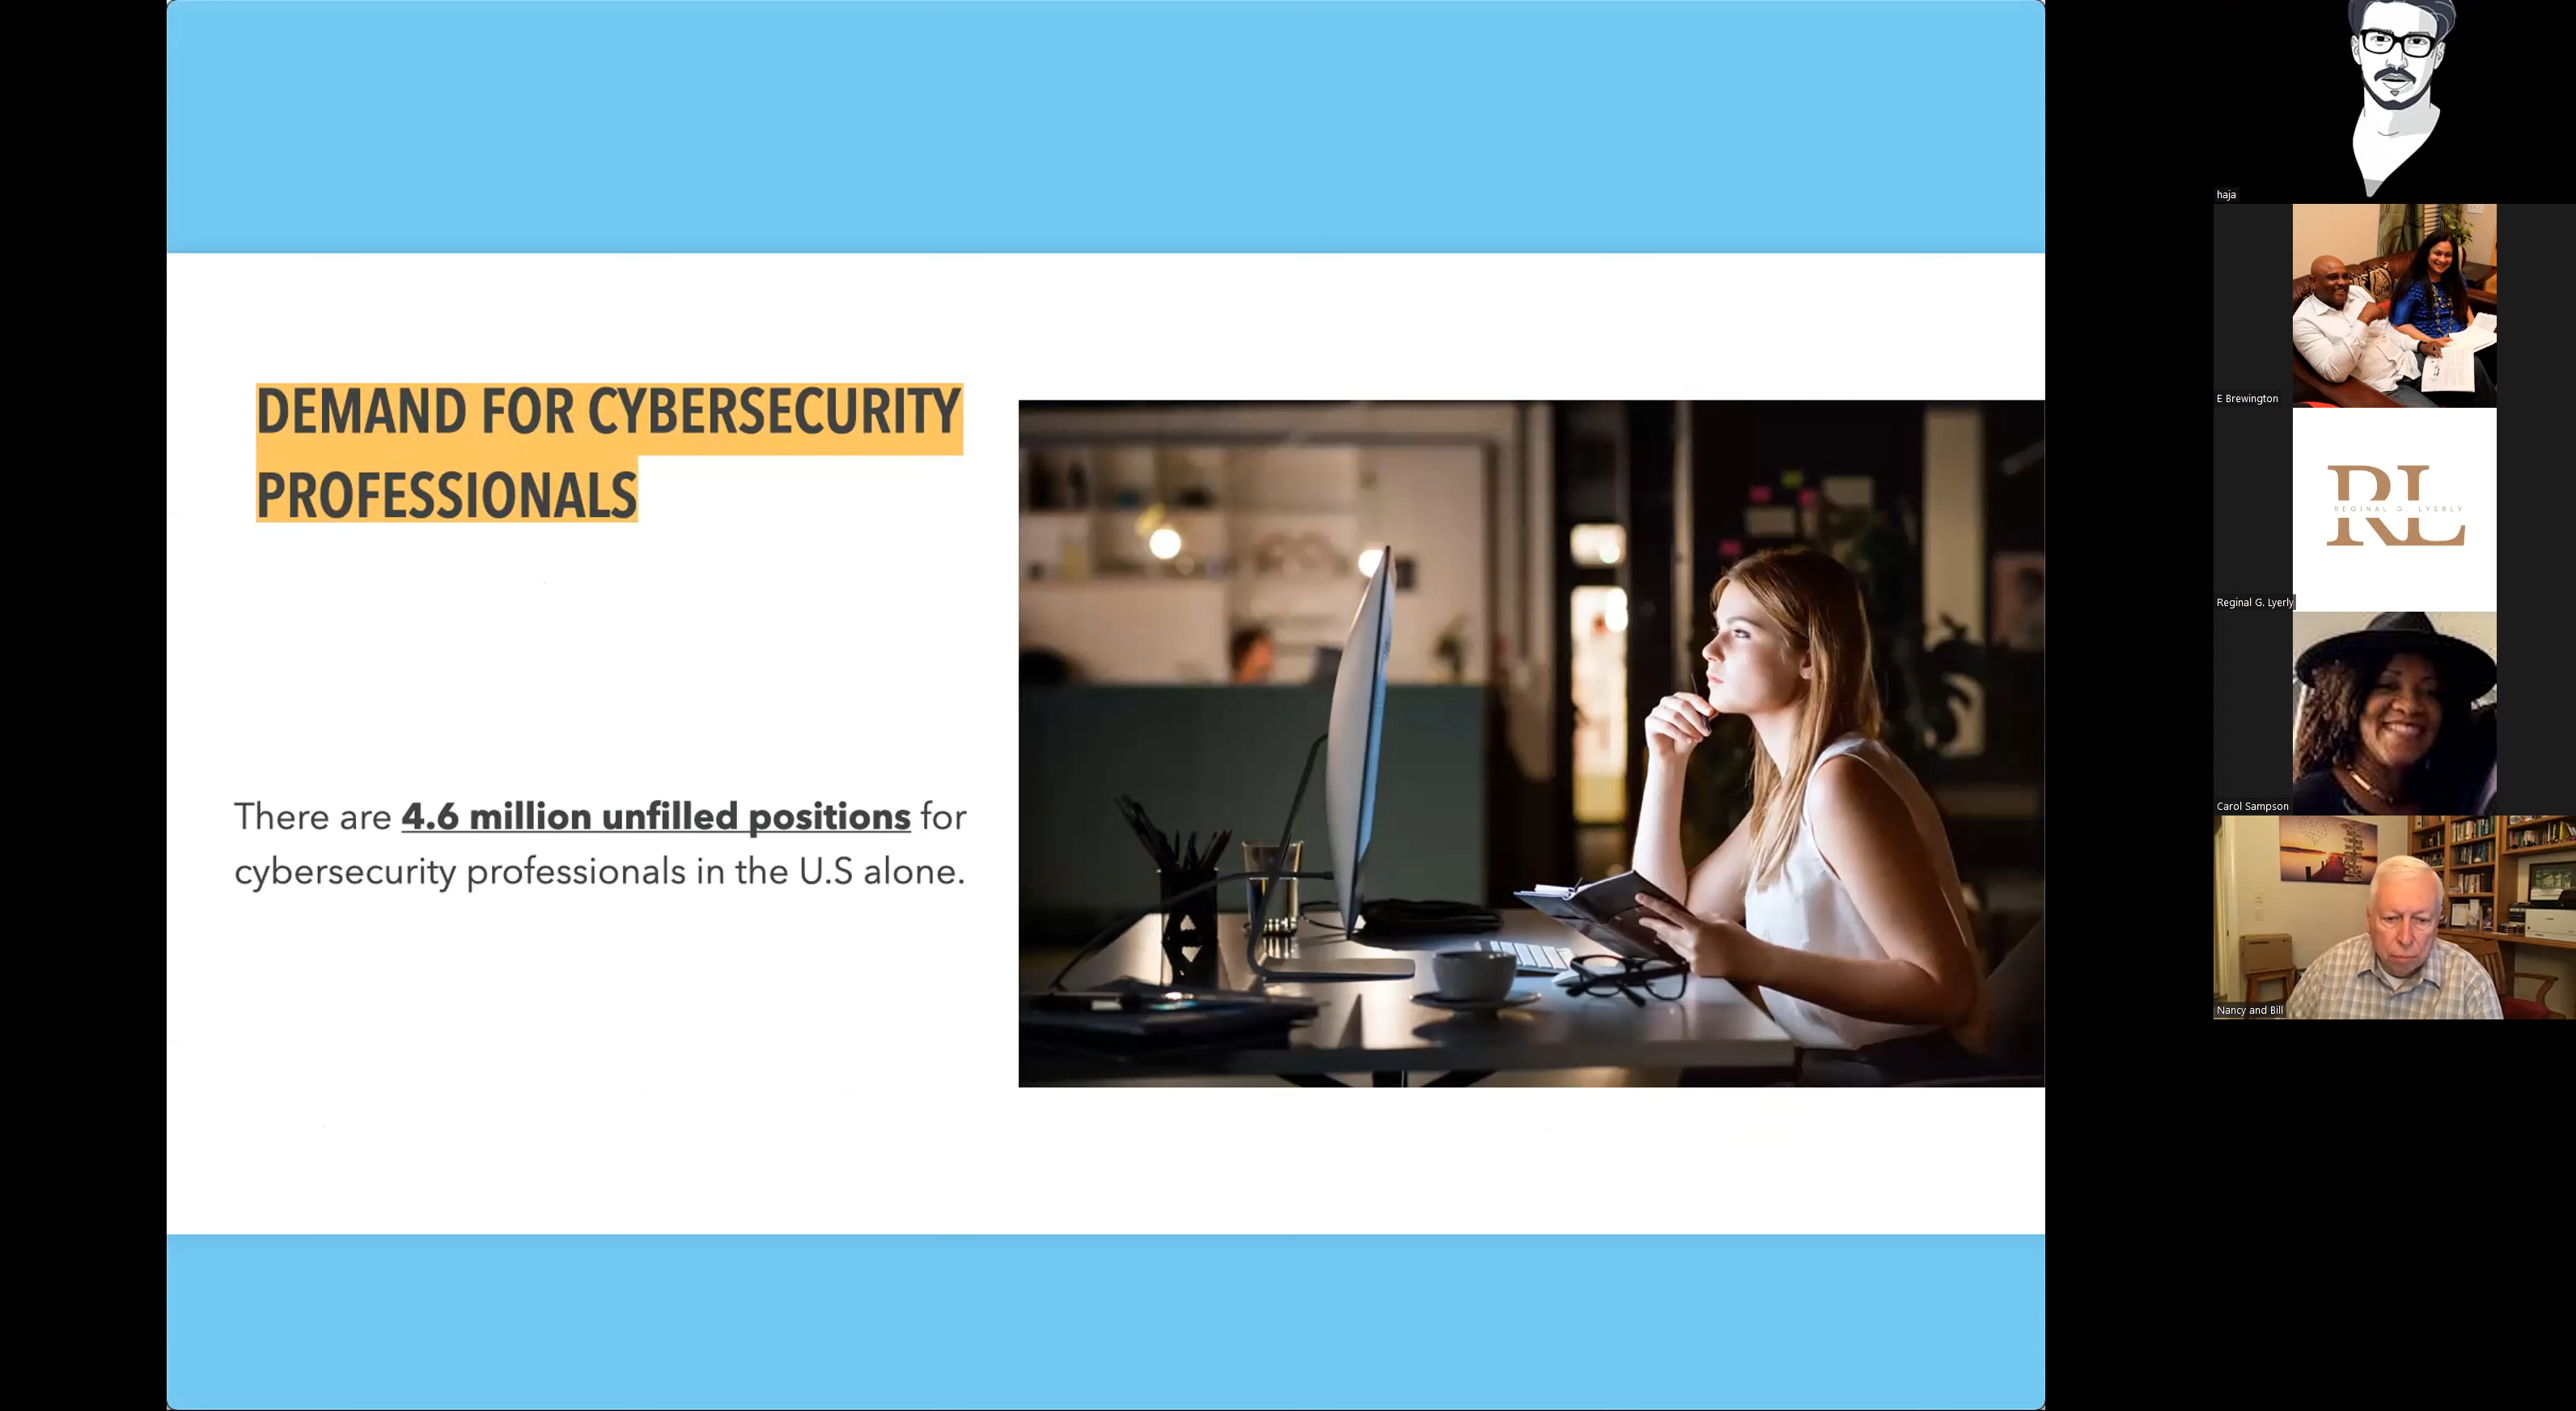 DEMAND FOR CYBERSECURITY
PROFESSIONALS
There are 4.6 million unfilled positions for
cybersecurity professionals in the U.S alone.
haja
E Brewington
RL
REGINAL G. LYERLY
Reginal G. Lyerly
Carol Sampson
Nancy and Bill